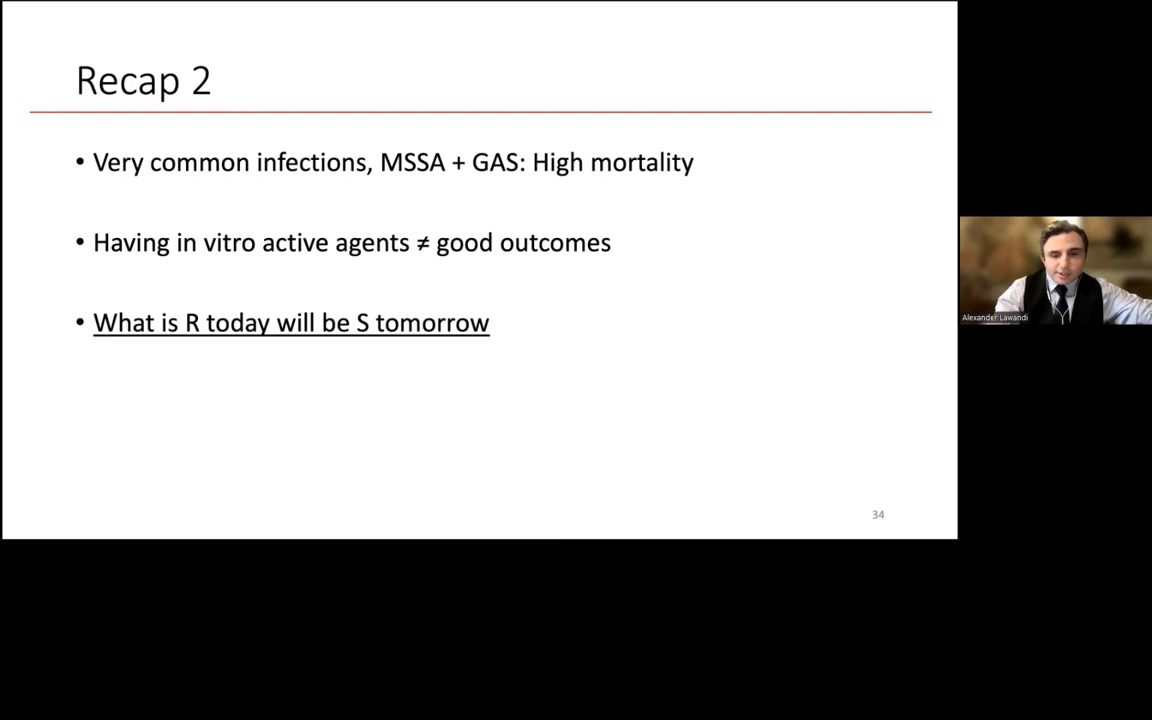 Recap 2
• Very common infections, MSSA + GAS: High mortality
• Having in vitro active agents ≠ good outcomes
• What is R today will be S tomorrow
34
Alexander Lawandi